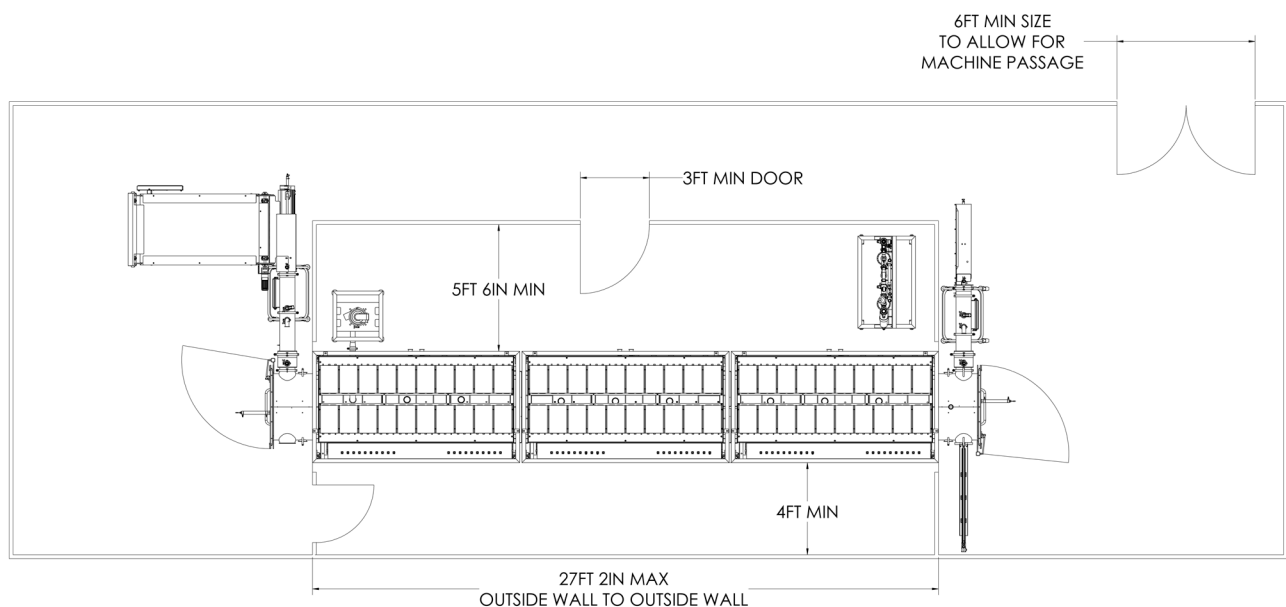 6FT MIN SIZE
TO ALLOW FOR
MACHINE PASSAGE
3FT MIN DOOR
5FT 6IN MIN
4FT MIN
27FT 2IN MAX
OUTSIDE WALL TO OUTSIDE WALL